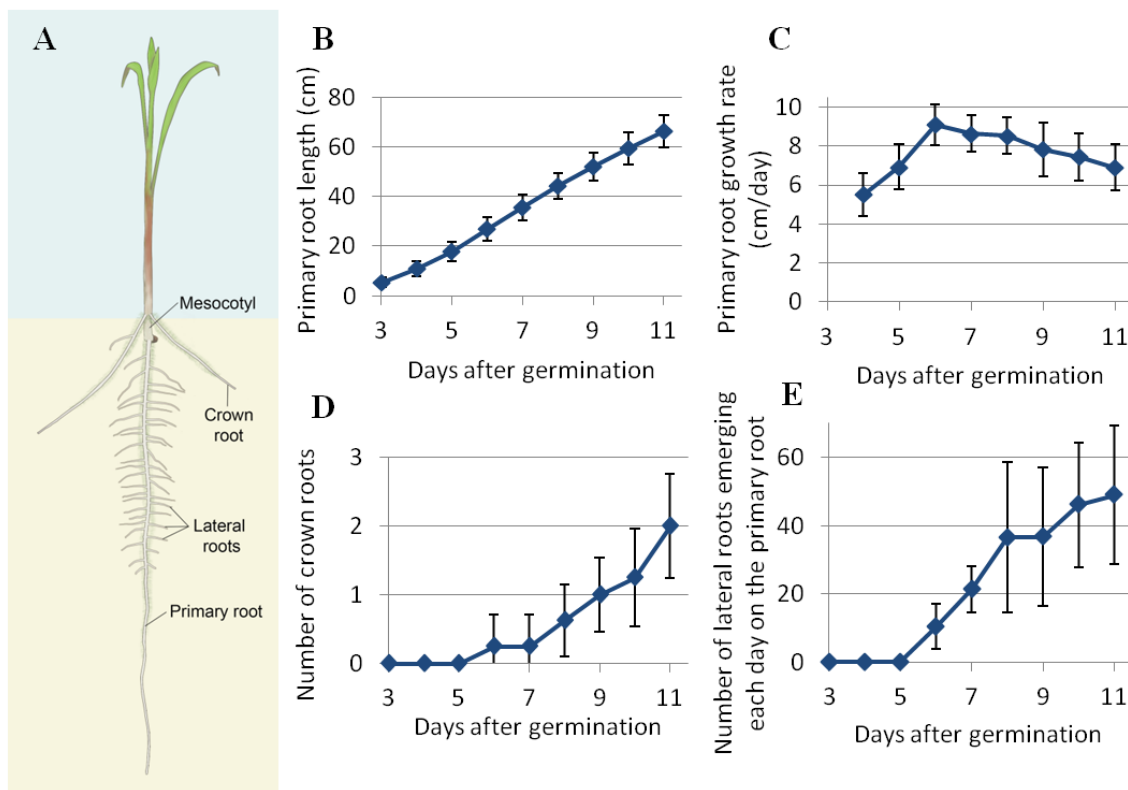 A
Mesocotyl
Crown
root
Lateral
roots
Primary root
B
Primary root length (cm)
80
60
40
20
0
3 5 7 9 11
Days after germination
C
Primary root growth rate
(cm/day)
10
8
6
4
2
0
3 5 7 9 11
Days after germination
D
Number of crown roots
3
2
1
0
3 5 7 9 11
Days after germination
E
Number of lateral roots emerging
each day on the primary root
60
40
20
0
3 5 7 9 11
Days after germination